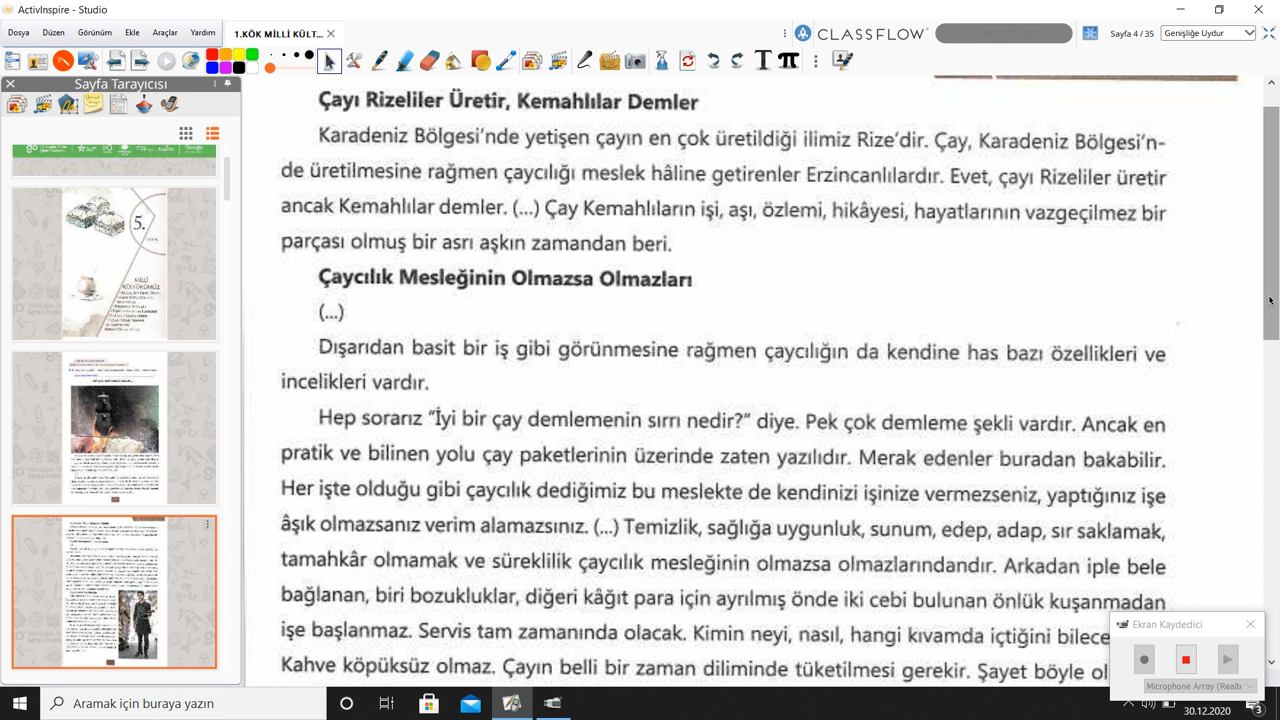 ActivInspire - Studio
Dosya Düzen Görünüm Ekle Araçlar Yardım
1.KÖK MİLLİ KÜLT...
CLASSFLOW
Sayfa 4 / 35
Genişliğe Uydur
Sayfa Tarayıcısı
5.
MİLLİ
KÜLTÜRÜMÜZ
Çayı Rizeliler Üretir, Kemahlılar Demler
Karadeniz Bölgesi'nde yetişen çayın en çok üretildiği ilimiz Rize'dir. Çay, Karadeniz Bölgesi'n-
de üretilmesine rağmen çaycılığı meslek hâline getirenler Erzincanlılardır. Evet, çayı Rizeliler üretir
ancak Kemahlılar demler. (...) Çay Kemahlıların işi, aşı, özlemi, hikâyesi, hayatlarının vazgeçilmez bir
parçası olmuş bir asrı aşkın zamandan beri.
Çaycılık Mesleğinin Olmazsa Olmazları
(...)
Dışarıdan basit bir iş gibi görünmesine rağmen çaycılığın da kendine has bazı özellikleri ve
incelikleri vardır.
Hep sorarız "İyi bir çay demlemenin sırrı nedir?" diye. Pek çok demleme şekli vardır. Ancak en
pratik ve bilinen yolu çay paketlerinin üzerinde zaten yazılıdır. Merak edenler buradan bakabilir.
Her işte olduğu gibi çaycılık dediğimiz bu meslekte de kendinizi işinize vermezseniz, yaptığınız işe
âşık olmazsanız verim alamazsınız. (...) Temizlik, sağlığa uygunluk, sunum, edep, adap, sır saklamak,
tamahkâr olmamak ve süreklilik çaycılık mesleğinin olmazsa olmazlarındandır. Arkadan iple bele
bağlanan, biri bozukluklar, diğeri kâğıt para için ayrılmış önde iki cebi bulunan önlük kuşanmadan
işe başlanmaz. Servis tam zamanında olacak. Kimin neyi, nasıl, hangi kıvamda içtiğini bilece
Kahve köpüksüz olmaz. Çayın belli bir zaman diliminde tüketilmesi gerekir. Şayet böyle ol
Ekran Kaydedici
Microphone Array (Realte
Aramak için buraya yazın
30.12.2020
3